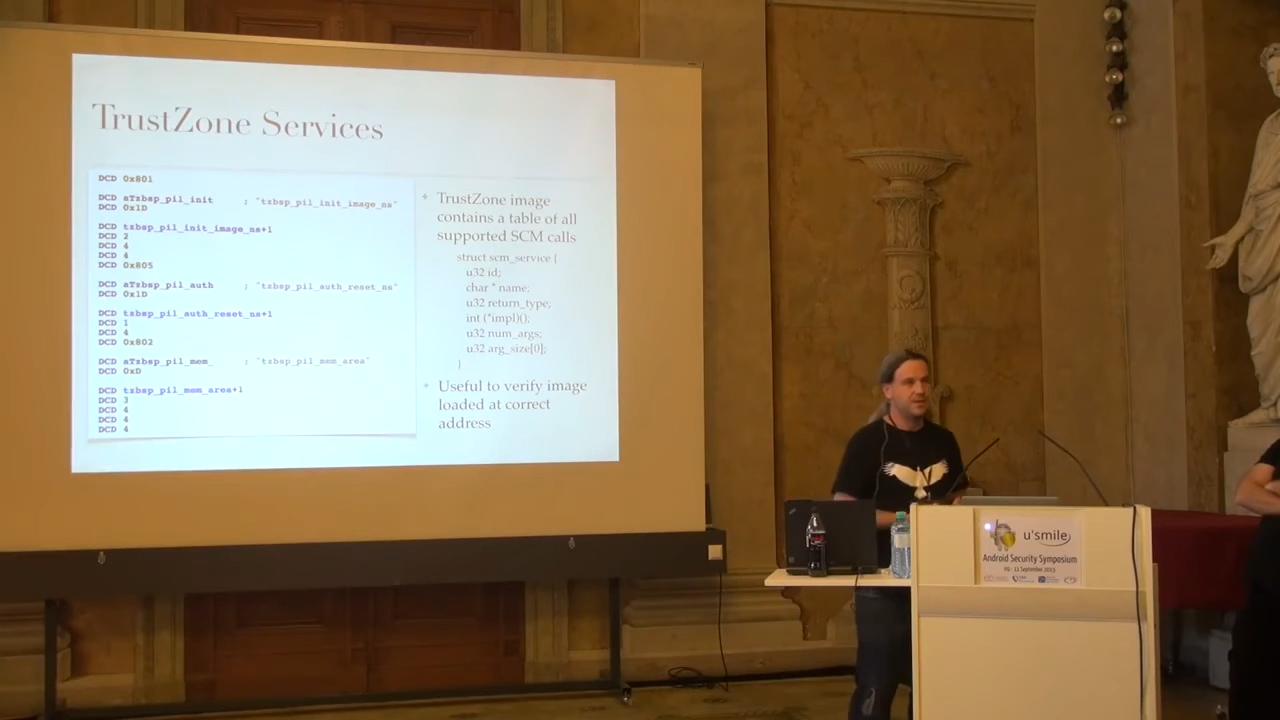 TrustZone Services
DCD 0x801
DCD aTzbsp_pil_init ; "tzbsp_pil_init_image_ns"
DCD 0x1D
DCD tzbsp_pil_init_image_ns+1
DCD 2
DCD 4
DCD 4
DCD 0x805
DCD aTzbsp_pil_auth ; "tzbsp_pil_auth_reset_ns"
DCD 0x1D
DCD tzbsp_pil_auth_reset_ns+1
DCD 1
DCD 4
DCD 0x802
DCD aTzbsp_pil_mem_ ; "tzbsp_pil_mem_area"
DCD 0xD
DCD tzbsp_pil_mem_area+1
DCD 3
DCD 4
DCD 4
DCD 4
TrustZone image
contains a table of all
supported SCM calls
struct scm_service {
u32 id;
char * name;
u32 return_type;
int (*impl)();
u32 num_args;
u32 arg_size[0];
}
Useful to verify image
loaded at correct
address
u'smile
Android Security Symposium
09 - 11 September 2015